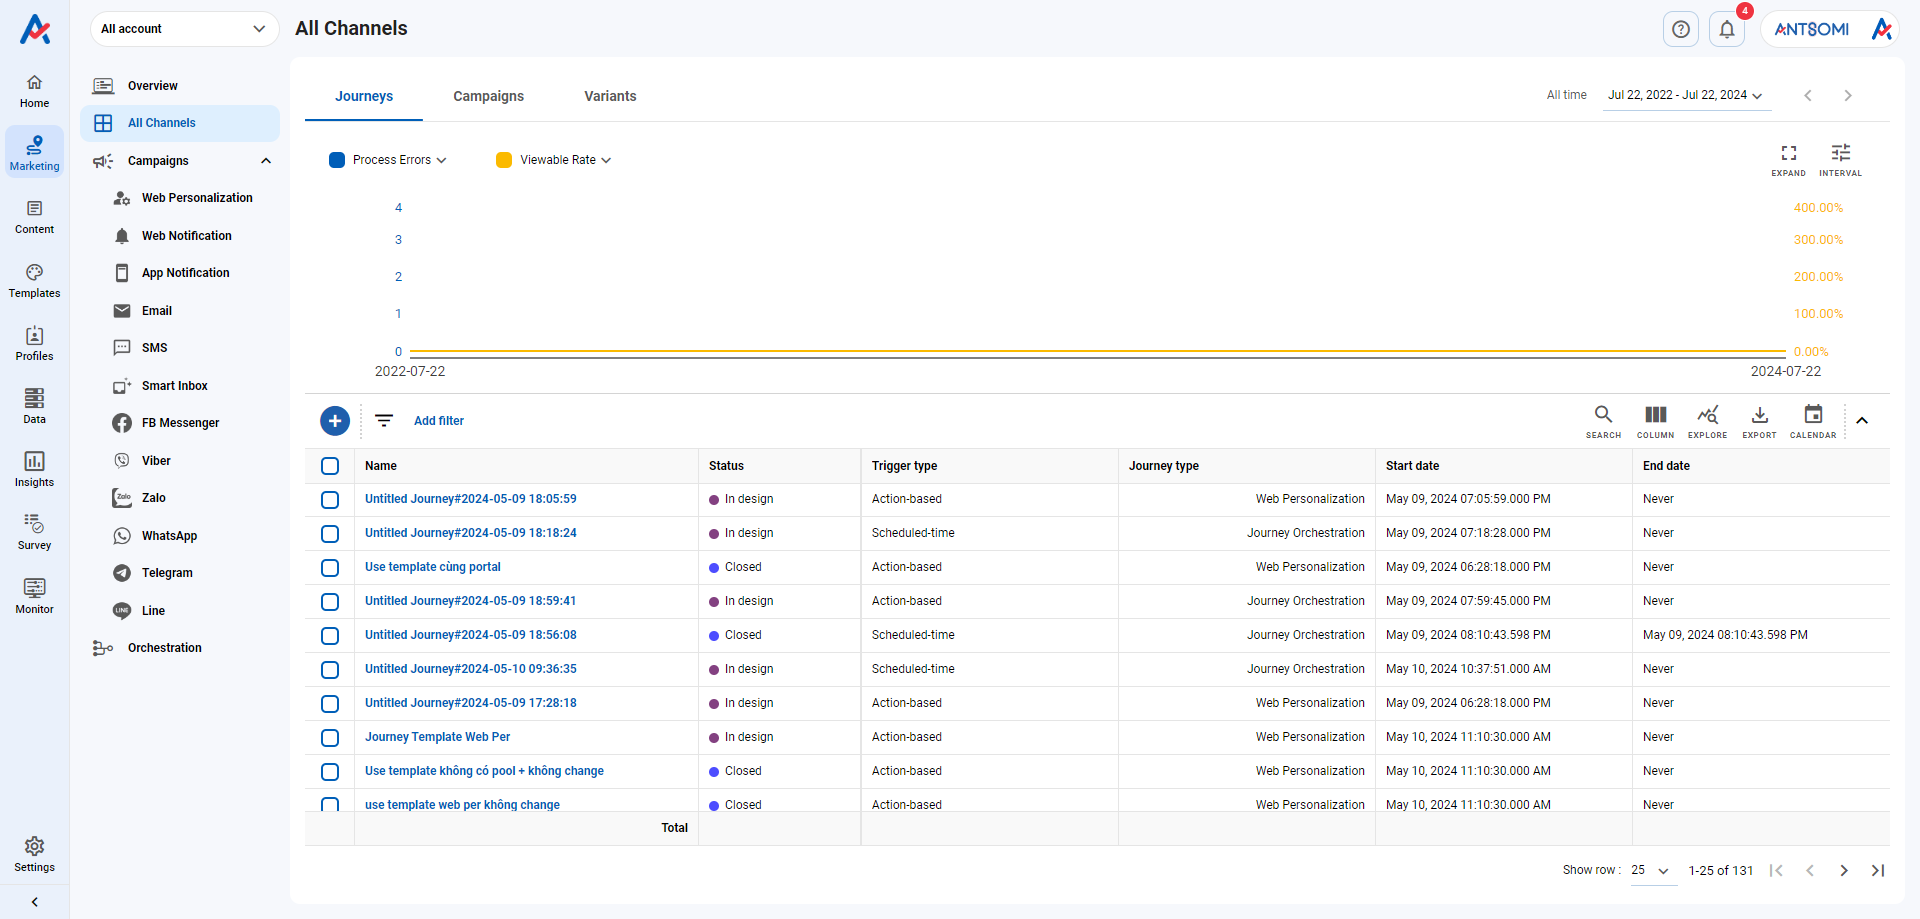 All account
All Channels
4
ANTSOMI
Home
Marketing
Content
Templates
Profiles
Data
Insights
Survey
Monitor
Settings
Overview
All Channels
Campaigns
Web Personalization
Web Notification
App Notification
Email
SMS
Smart Inbox
FB Messenger
Viber
Zalo
Zalo
WhatsApp
Telegram
LINE
Line
Orchestration
Journeys Campaigns Variants
All time Jul 22, 2022 - Jul 22, 2024
Process Errors Viewable Rate
EXPAND INTERVAL
4 400.00%
3 300.00%
2 200.00%
1 100.00%
0 0.00%
2022-07-22 2024-07-22
Add filter
SEARCH COLUMN EXPLORE EXPORT CALENDAR
Name Status Trigger type Journey type Start date End date
Untitled Journey#2024-05-09 18:05:59 In design Action-based Web Personalization May 09, 2024 07:05:59.000 PM Never
Untitled Journey#2024-05-09 18:18:24 In design Scheduled-time Journey Orchestration May 09, 2024 07:18:28.000 PM Never
Use template cùng portal Closed Action-based Web Personalization May 09, 2024 06:28:18.000 PM Never
Untitled Journey#2024-05-09 18:59:41 In design Action-based Journey Orchestration May 09, 2024 07:59:45.000 PM Never
Untitled Journey#2024-05-09 18:56:08 Closed Scheduled-time Journey Orchestration May 09, 2024 08:10:43.598 PM May 09, 2024 08:10:43.598 PM
Untitled Journey#2024-05-10 09:36:35 In design Scheduled-time Journey Orchestration May 10, 2024 10:37:51.000 AM Never
Untitled Journey#2024-05-09 17:28:18 In design Action-based Web Personalization May 09, 2024 06:28:18.000 PM Never
Journey Template Web Per In design Action-based Web Personalization May 10, 2024 11:10:30.000 AM Never
Use template không có pool + không change Closed Action-based Web Personalization May 10, 2024 11:10:30.000 AM Never
use template web per không change Closed Action-based Web Personalization May 10, 2024 11:10:30.000 AM Never
Total
Show row : 25 1-25 of 131